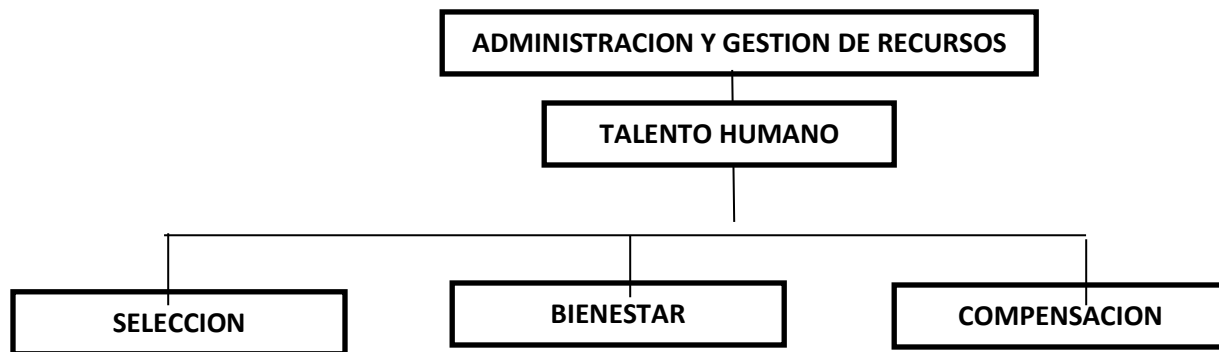 ADMINISTRACION Y GESTION DE RECURSOS
TALENTO HUMANO
SELECCION
BIENESTAR
COMPENSACION